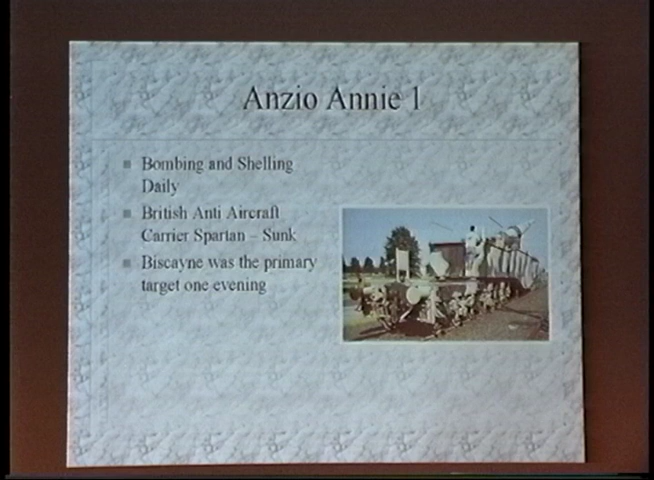 Anzio Annie 1
Bombing and Shelling
Daily
British Anti Aircraft
Carrier Spartan – Sunk
Biscayne was the primary
target one evening